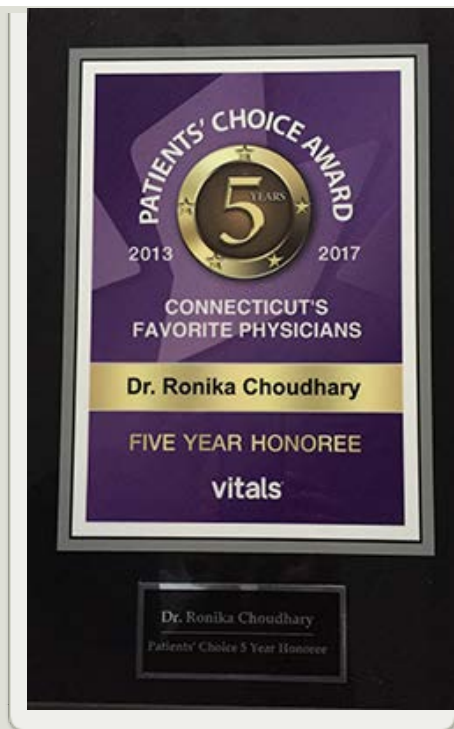 PATIENTS' CHOICE AWARD
5
YEARS
2013 2017
CONNECTICUT'S
FAVORITE PHYSICIANS
Dr. Ronika Choudhary
FIVE YEAR HONOREE
vitals
Dr. Ronika Choudhary
Patients' Choice 5 Year Honoree